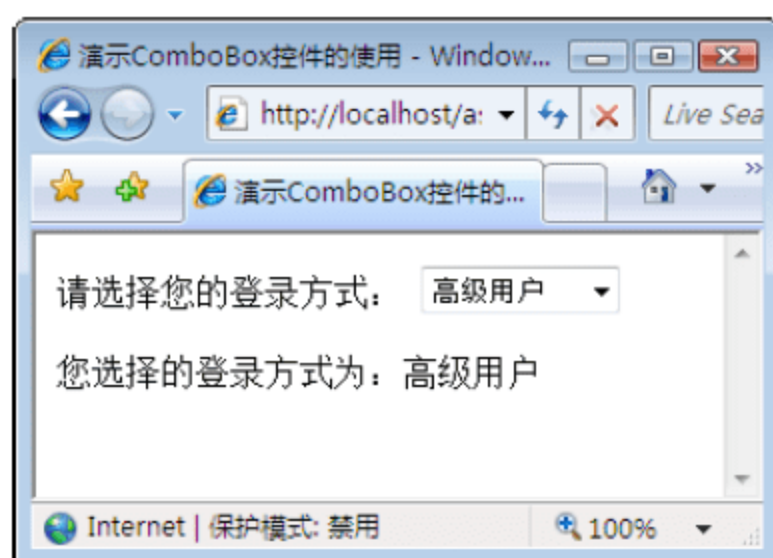 演示ComboBox控件的使用 - Window...
http://localhost/a:
Live Sea
演示ComboBox控件的...
请选择您的登录方式： 高级用户
您选择的登录方式为：高级用户
Internet | 保护模式: 禁用 100%